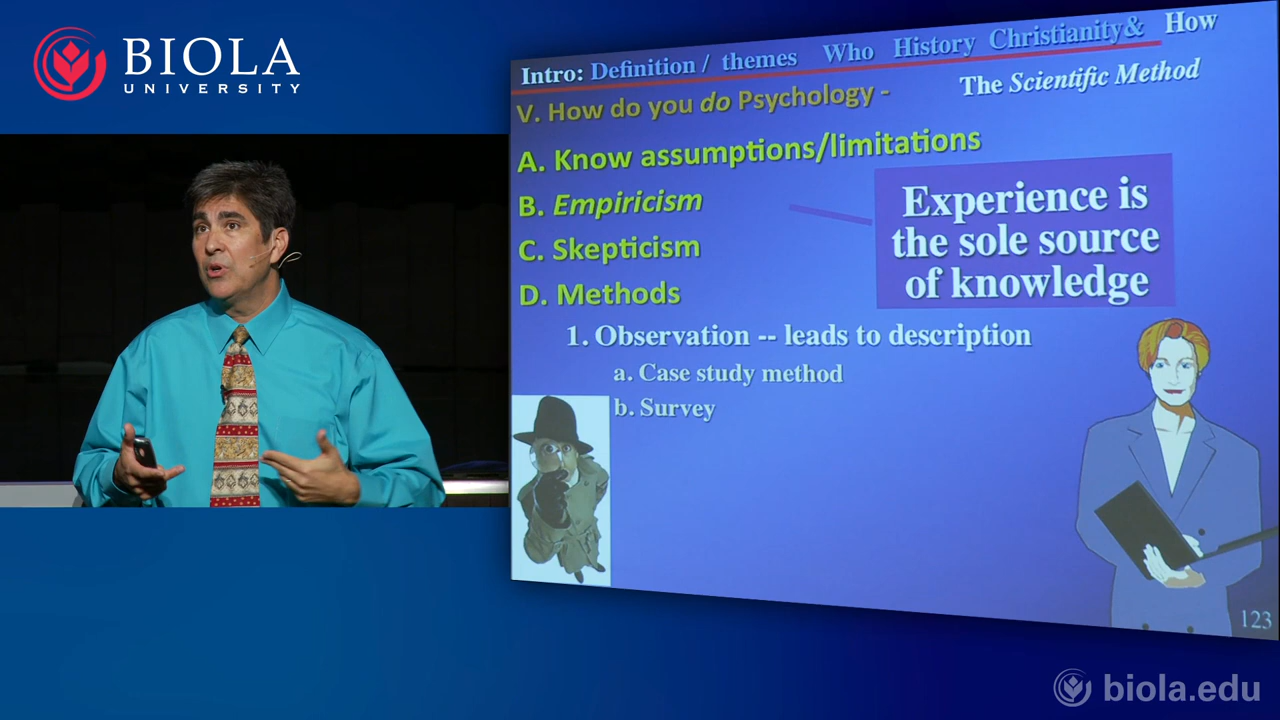 BIOLA
UNIVERSITY
Intro: Definition / themes Who History Christianity& How
V. How do you do Psychology -
The Scientific Method
A. Know assumptions/limitations
B. Empiricism
C. Skepticism
D. Methods
Experience is
the sole source
of knowledge
1. Observation -- leads to description
a. Case study method
b. Survey
123
biola.edu